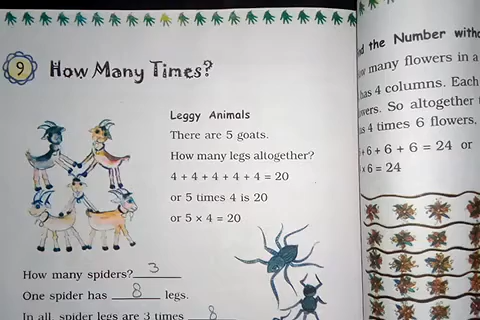 9 How Many Times?
Leggy Animals
There are 5 goats.
How many legs altogether?
4 + 4 + 4 + 4 + 4 = 20
or 5 times 4 is 20
or 5 × 4 = 20
How many spiders? 3
One spider has 8 legs.
In all, spider legs are 3 times 8
the Number
many flowers in a
has 4 columns. Each
So altogether
4 times 6 flowers.
+ 6 + 6 + 6 = 24 or
× 6 = 24